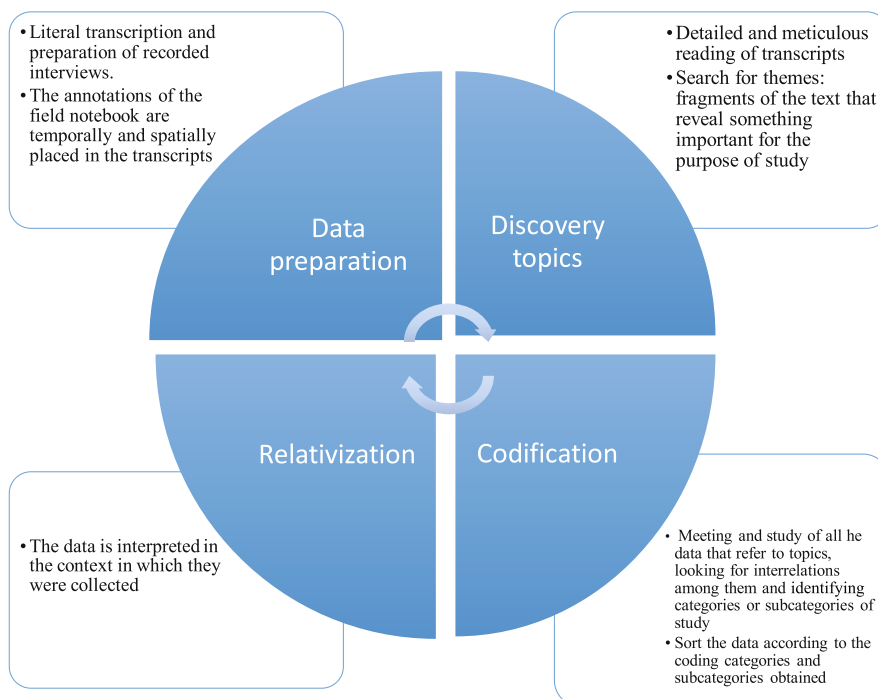 • Literal transcription and
preparation of recorded
interviews.
• The annotations of the
field notebook are
temporally and spatially
placed in the transcripts
• Detailed and meticulous
reading of transcripts
• Search for themes:
fragments of the text that
reveal something
important for the
purpose of study
Data
preparation
Discovery
topics
Relativization
Codification
• The data is interpreted in
the context in which they
were collected
• Meeting and study of all he
data that refer to topics,
looking for interrelations
among them and identifying
categories or subcategories of
study
• Sort the data according to the
coding categories and
subcategories obtained